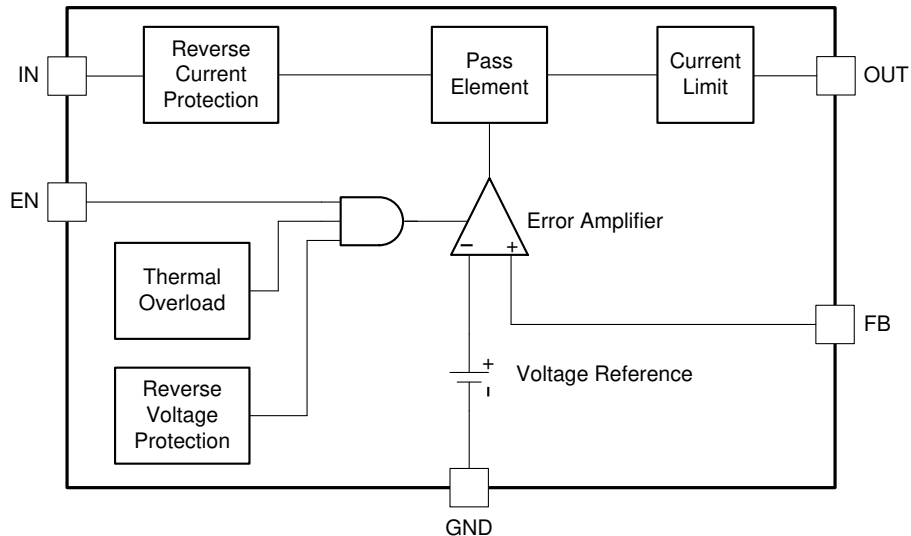 Reverse
Current
Protection
Pass
Element
Current
Limit
IN
OUT
EN
Error Amplifier
− +
Thermal
Overload
FB
+
Voltage Reference
−
Reverse
Voltage
Protection
GND